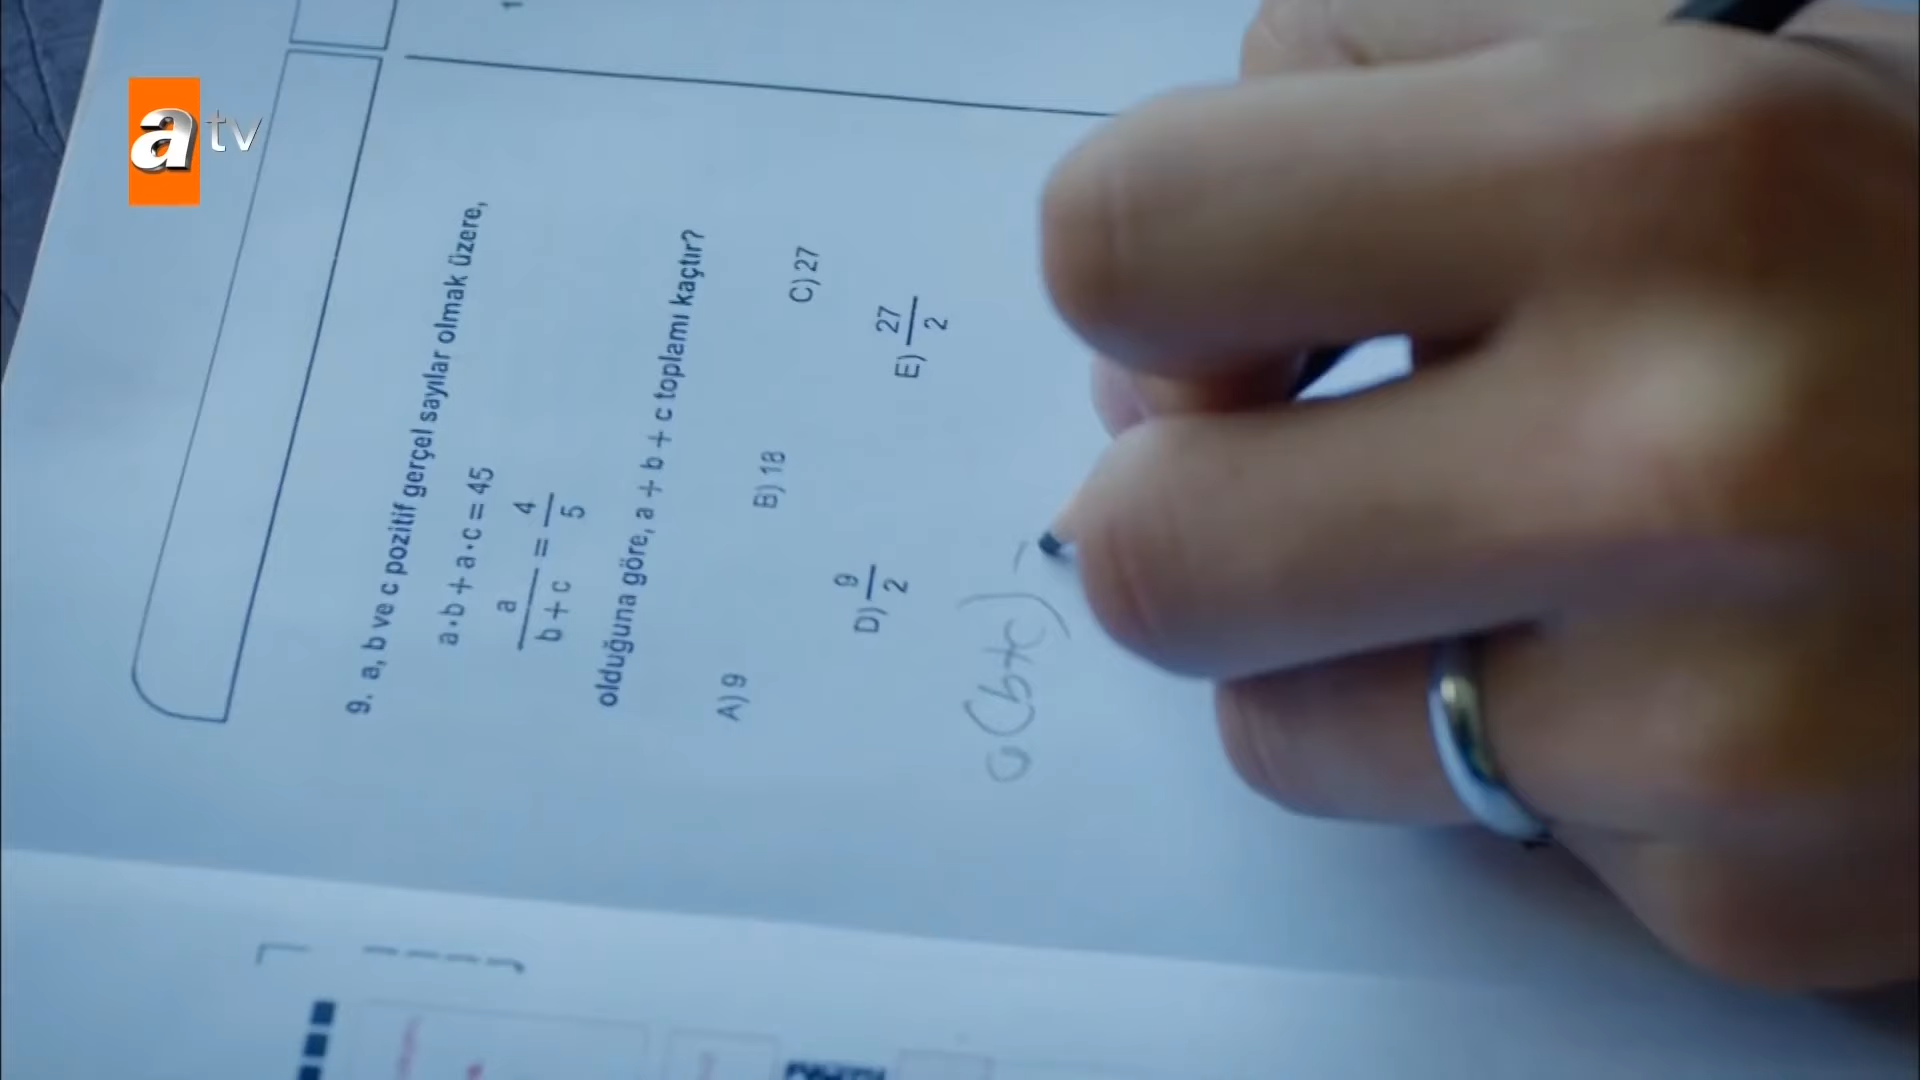 atv
9. a, b ve c pozitif gerçel sayılar olmak üzere,
a·b + a·c = 45
a/(b + c) = 4/5
olduğuna göre, a + b + c toplamı kaçtır?
A) 9 B) 18 C) 27
D) 9/2 E) 27/2
a(b+c)